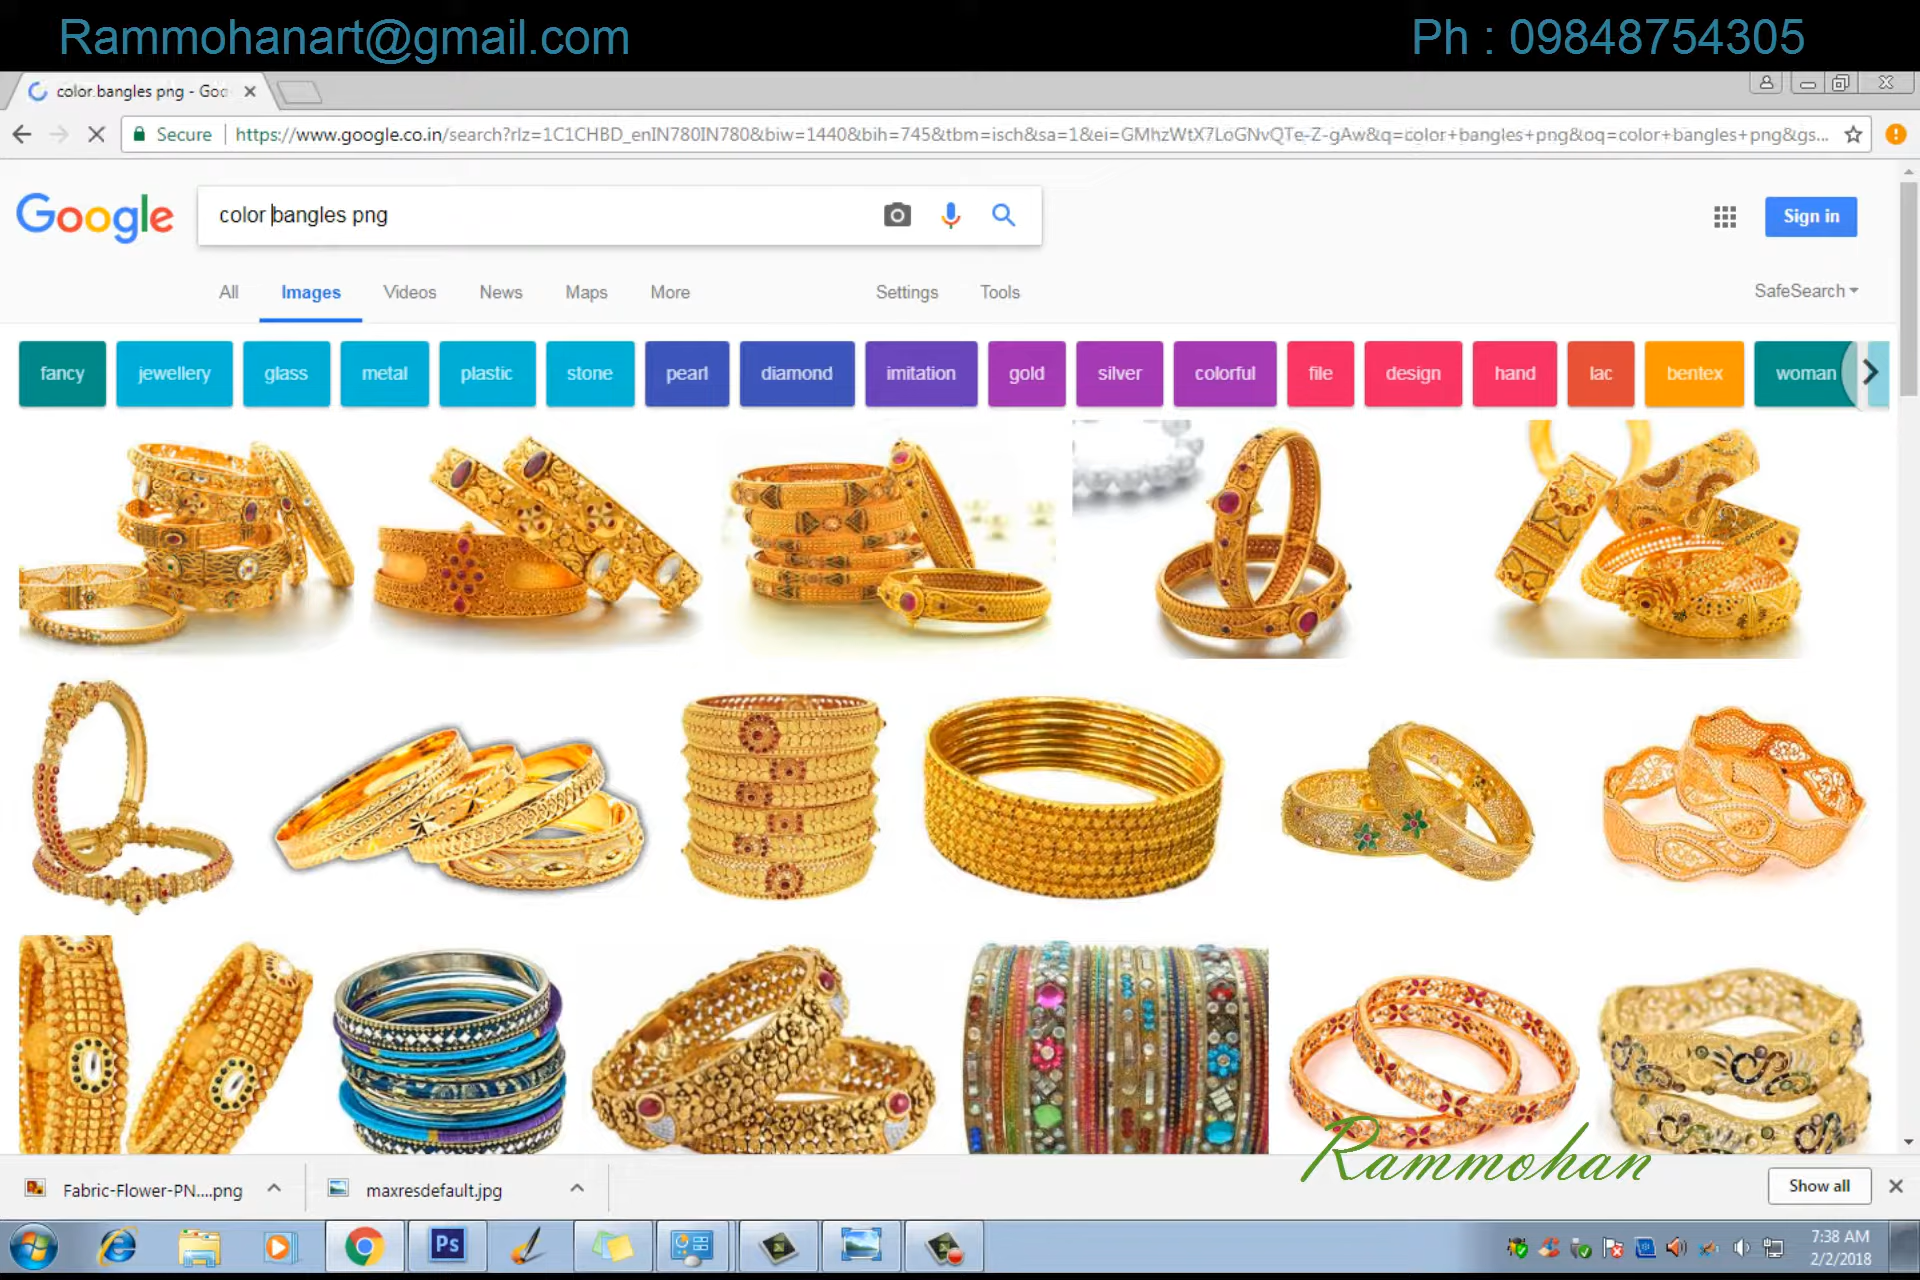 Rammohanart@gmail.com
Ph : 09848754305
color bangles png - Goo
Secure
https://www.google.co.in/search?rlz=1C1CHBD_enIN780IN780&biw=1440&bih=745&tbm=isch&sa=1&ei=GMhzWtX7LoGNvQTe-Z-gAw&q=color+bangles+png&oq=color+bangles+png&gs...
Google
color bangles png
Sign in
All
Images
Videos
News
Maps
More
Settings
Tools
SafeSearch
fancy
jewellery
glass
metal
plastic
stone
pearl
diamond
imitation
gold
silver
colorful
file
design
hand
lac
bentex
woman
Rammohan
Fabric-Flower-PN....png
maxresdefault.jpg
Show all
Ps
7:38 AM
2/2/2018